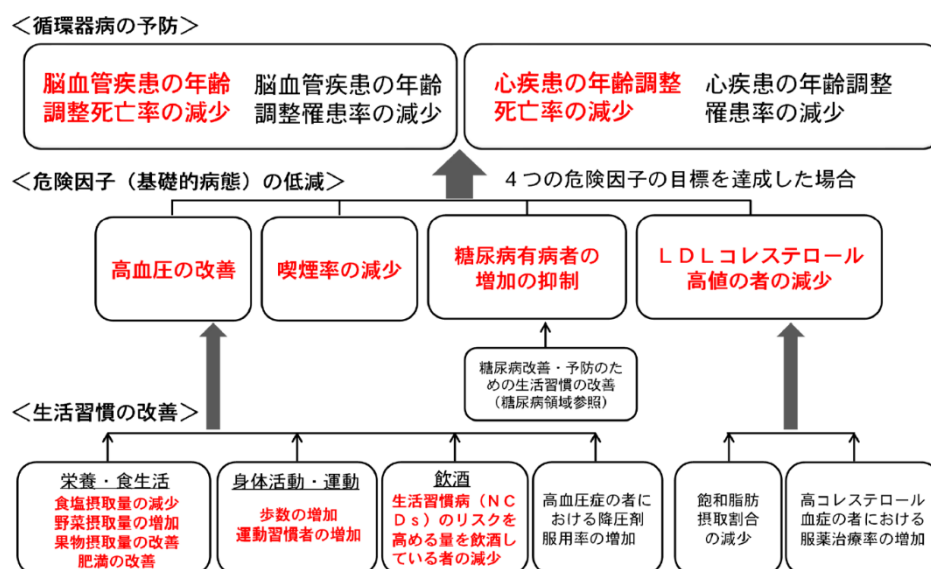 ＜循環器病の予防＞
脳血管疾患の年齢
調整死亡率の減少
脳血管疾患の年齢
調整罹患率の減少
心疾患の年齢調整
死亡率の減少
心疾患の年齢調整
罹患率の減少
＜危険因子（基礎的病態）の低減＞
４つの危険因子の目標を達成した場合
高血圧の改善
喫煙率の減少
糖尿病有病者の
増加の抑制
ＬＤＬコレステロール
高値の者の減少
糖尿病改善・予防のた
めの生活習慣の改善
（糖尿病領域参照）
＜生活習慣の改善＞
栄養・食生活
食塩摂取量の減少
野菜摂取量の増加
果物摂取量の改善
肥満の改善
身体活動・運動
歩数の増加
運動習慣者の増加
飲酒
生活習慣病（ＮＣ
Ｄｓ）のリスクを
高める量を飲酒し
ている者の減少
高血圧症の者に
おける降圧剤
服用率の増加
飽和脂肪
摂取割合
の減少
高コレステロール
血症の者における
服薬治療率の増加